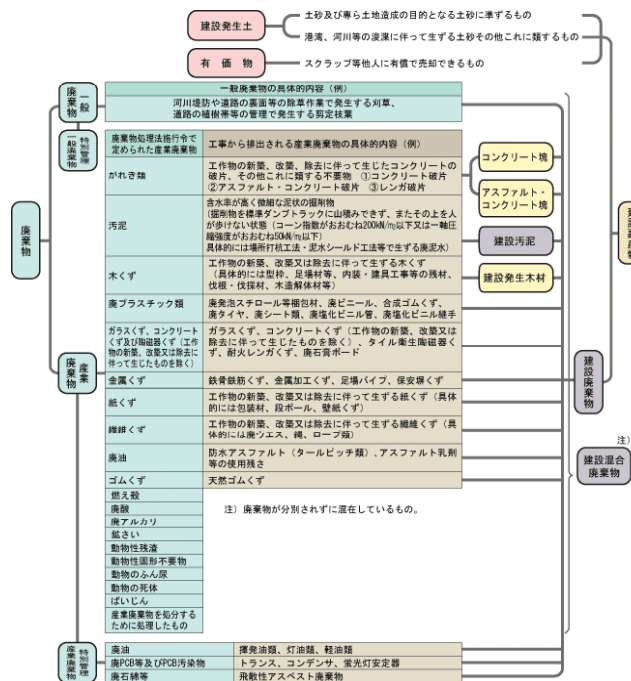 建設発生土
土砂及び専ら土地造成の目的となる土砂に準ずるもの
港湾、河川等の浚渫に伴って生ずる土砂その他これに類するもの
有価物
スクラップ等他人に有償で売却できるもの
廃棄物
一般廃棄物
一般廃棄物の具体的内容（例）
河川堤防や道路の裏面等の除草作業で発生する刈草、
道路の植樹帯等の管理で発生する剪定枝葉
特別管理
一般廃棄物
廃棄物処理法施行令で
定められた産業廃棄物
工事から排出される産業廃棄物の具体的内容（例）
がれき類
工作物の新築、改築、除去に伴って生じたコンクリートの
破片、その他これに類する不要物　①コンクリート破片
②アスファルト・コンクリート破片　③レンガ破片
コンクリート塊
アスファルト・
コンクリート塊
汚泥
含水率が高く微細な泥状の掘削物
(掘削物を標準ダンプトラックに山積みできず、またその上を人
が歩けない状態（コーン指数がおおむね200kN/㎡以下又は一軸圧
縮強度がおおむね50kN/㎡以下）
具体的には場所打杭工法・泥水シールド工法等で生ずる廃泥水）
建設汚泥
木くず
工作物の新築、改築又は除去に伴って生ずる木くず
（具体的には型枠、足場材等、内装・建具工事等の残材、
伐根・伐採材、木造解体材等）
建設発生木材
廃プラスチック類
廃発泡スチロール等梱包材、廃ビニール、合成ゴムくず、
廃タイヤ、廃シート類、廃塩化ビニル管、廃塩化ビニル継手
ガラスくず、コンクリート
くず及び陶磁器くず（工作
物の新築、改築又は除去に
伴って生じたものを除く）
ガラスくず、コンクリートくず（工作物の新築、改築又は
除去に伴って生じたものを除く）、タイル衛生陶磁器く
ず、耐火レンガくず、廃石膏ボード
産業廃棄物
金属くず
鉄骨鉄筋くず、金属加工くず、足場パイプ、保安塀くず
紙くず
工作物の新築、改築又は除去に伴って生ずる紙くず（具体
的には包装材、段ボール、壁紙くず）
繊維くず
工作物の新築、改築又は除去に伴って生ずる繊維くず（具
体的には廃ウエス、縄、ロープ類）
廃油
防水アスファルト（タールピッチ類）、アスファルト乳剤
等の使用残さ
ゴムくず
天然ゴムくず
建設廃棄物
注）
建設混合
廃棄物
燃え殻
廃酸
廃アルカリ
鉱さい
動物性残渣
動物性固形不要物
動物のふん尿
動物の死体
ばいじん
産業廃棄物を処分する
ために処理したもの
注）廃棄物が分別されずに混在しているもの。
特別管理
産業廃棄物
廃油
揮発油類、灯油類、軽油類
廃PCB等及びPCB汚染物
トランス、コンデンサ、蛍光灯安定器
廃石綿等
飛散性アスベスト廃棄物